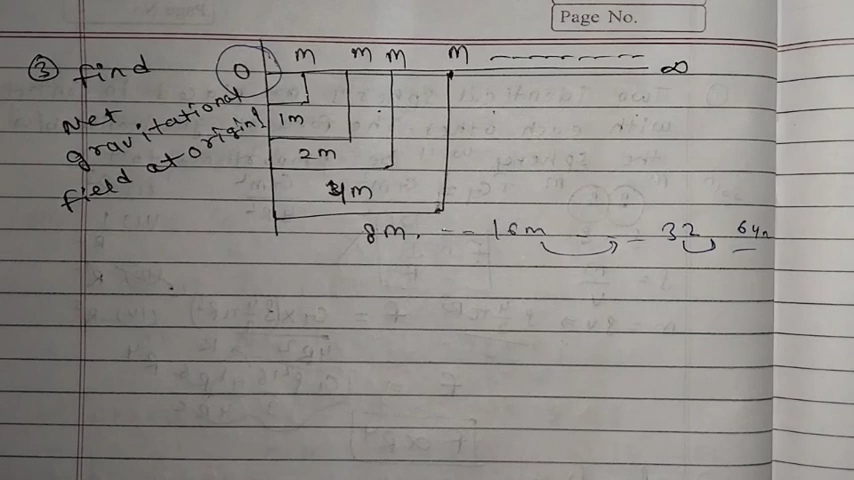 Page No.
③ find O m m m m ∞
Net
gravitational 1m
field at origin! 2m
4m
8m. -- 16m -- 32 64m